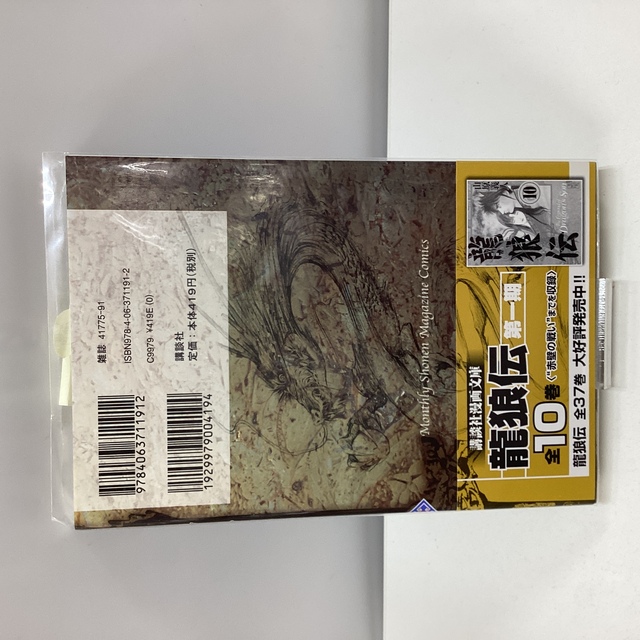 雑誌 41775-91
ISBN978-4-06-371191-2
C9979 ¥419E (0)
講談社
定価：本体419円(税別)
9784063711912
1929979004194
Monthly Shonen Magazine Comics
龍狼伝
10
講談社漫画文庫
龍狼伝 第一期
全10巻〈"赤壁の戦い"までを収録〉
龍狼伝 全37巻 大好評発売中!!